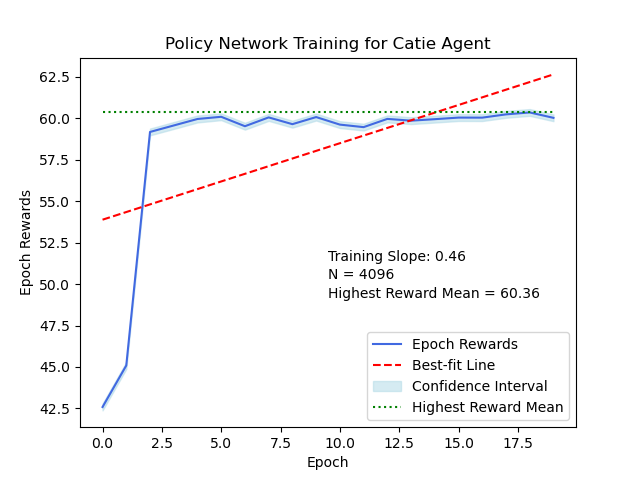 Policy Network Training for Catie Agent
62.5
60.0
57.5
55.0
52.5
50.0
47.5
45.0
42.5
Epoch Rewards
Training Slope: 0.46
N = 4096
Highest Reward Mean = 60.36
Epoch Rewards
Best-fit Line
Confidence Interval
Highest Reward Mean
0.0 2.5 5.0 7.5 10.0 12.5 15.0 17.5
Epoch